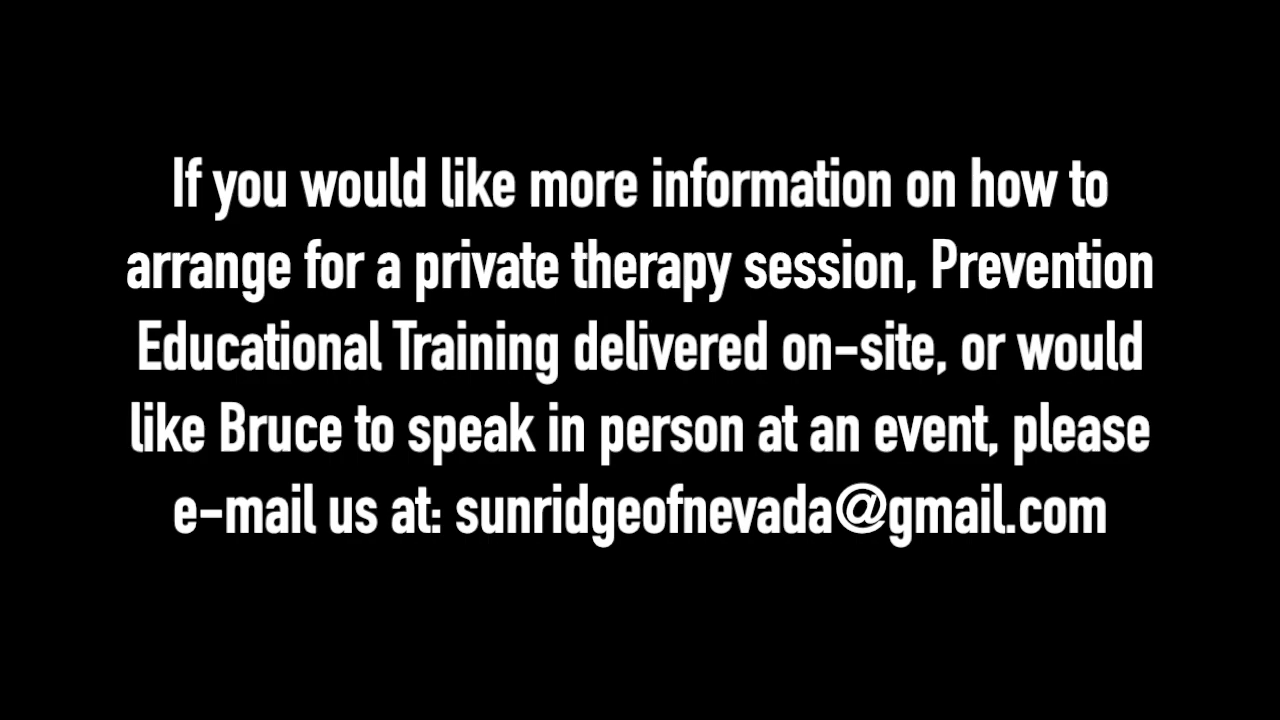 If you would like more information on how to
arrange for a private therapy session, Prevention
Educational Training delivered on-site, or would
like Bruce to speak in person at an event, please
e-mail us at: sunridgeofnevada@gmail.com